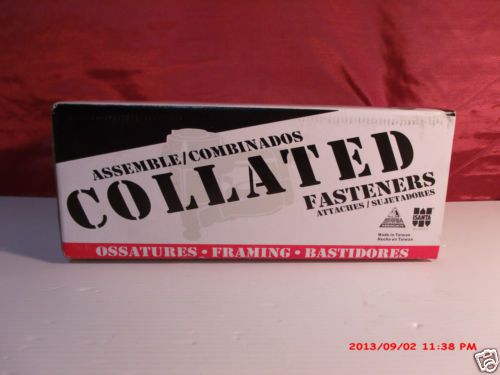 ASSEMBLE/COMBINADOS
COLLATED
FASTENERS
ATTACHES / SUJETADORES
ISANTA
Made in Taiwan
Hecho en Taiwan
OSSATURES • FRAMING • BASTIDORES
2013/09/02 11:38 PM